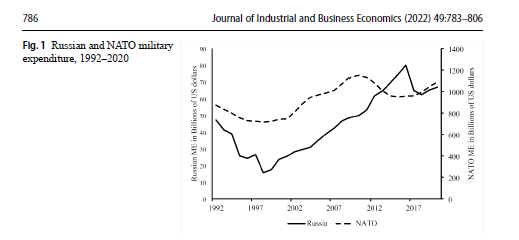 786
Journal of Industrial and Business Economics (2022) 49:783–806
Fig. 1 Russian and NATO military
expenditure, 1992–2020
90
80
70
60
50
40
30
20
10
0
Russian ME in Billions of US dollars
1400
1200
1000
800
600
400
200
0
NATO ME in Billions of US dollars
1992 1997 2002 2007 2012 2017
Russia NATO